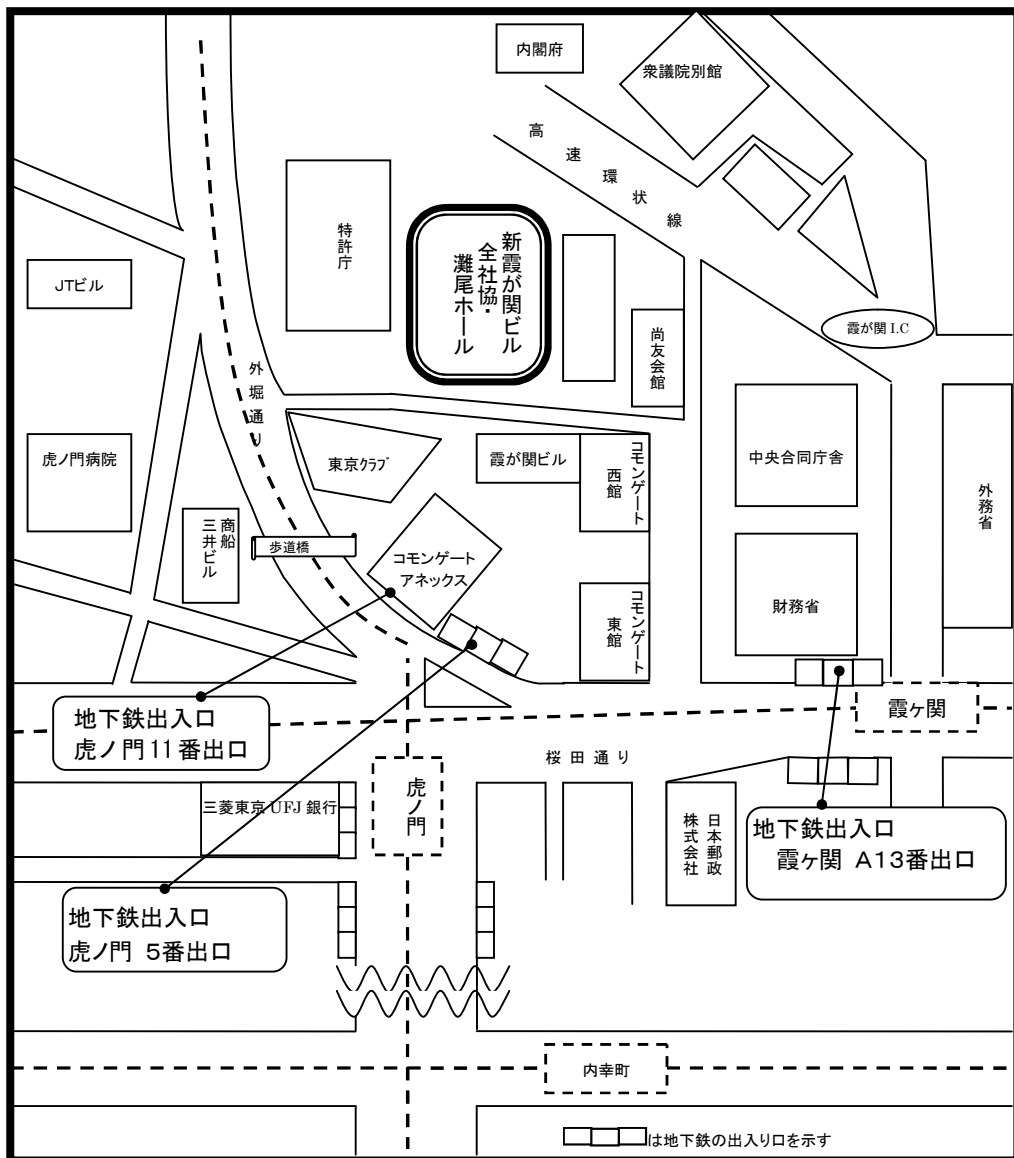 内閣府
衆議院別館
高速環状線
特許庁
新霞が関ビル
全社協・
灘尾ホール
JTビル
尚友会館
霞が関 I.C
外堀通り
虎ノ門病院
東京クラブ
霞が関ビル
コモンゲート
西館
中央合同庁舎
外務省
商船
三井ビル
歩道橋
コモンゲート
アネックス
コモンゲート
東館
財務省
地下鉄出入口
虎ノ門11番出口
霞ヶ関
桜田通り
虎ノ門
三菱東京UFJ銀行
日本郵政
株式会社
地下鉄出入口
霞ヶ関 A13番出口
地下鉄出入口
虎ノ門 5番出口
内幸町
は地下鉄の出入り口を示す